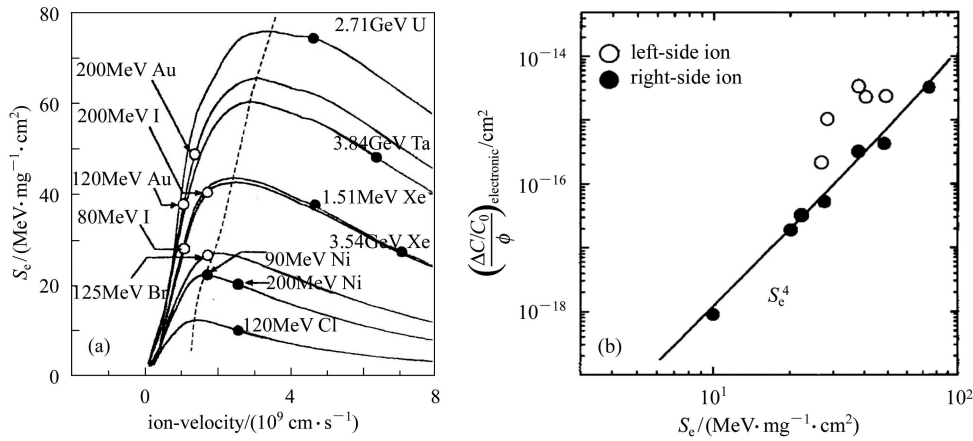 80
60
40
20
0
S_e/(MeV·mg⁻¹·cm²)
2.71GeV U
200MeV Au
200MeV I
3.84GeV Ta
120MeV Au
1.51MeV Xe
80MeV I
3.54GeV Xe
90MeV Ni
125MeV Br
200MeV Ni
120MeV Cl
(a)
0 4 8
ion-velocity/(10⁹ cm·s⁻¹)
left-side ion
right-side ion
10⁻¹⁴
10⁻¹⁶
10⁻¹⁸
(ΔC/C₀/ϕ)electronic/cm²
S_e⁴
(b)
10¹ 10²
S_e/(MeV·mg⁻¹·cm²)